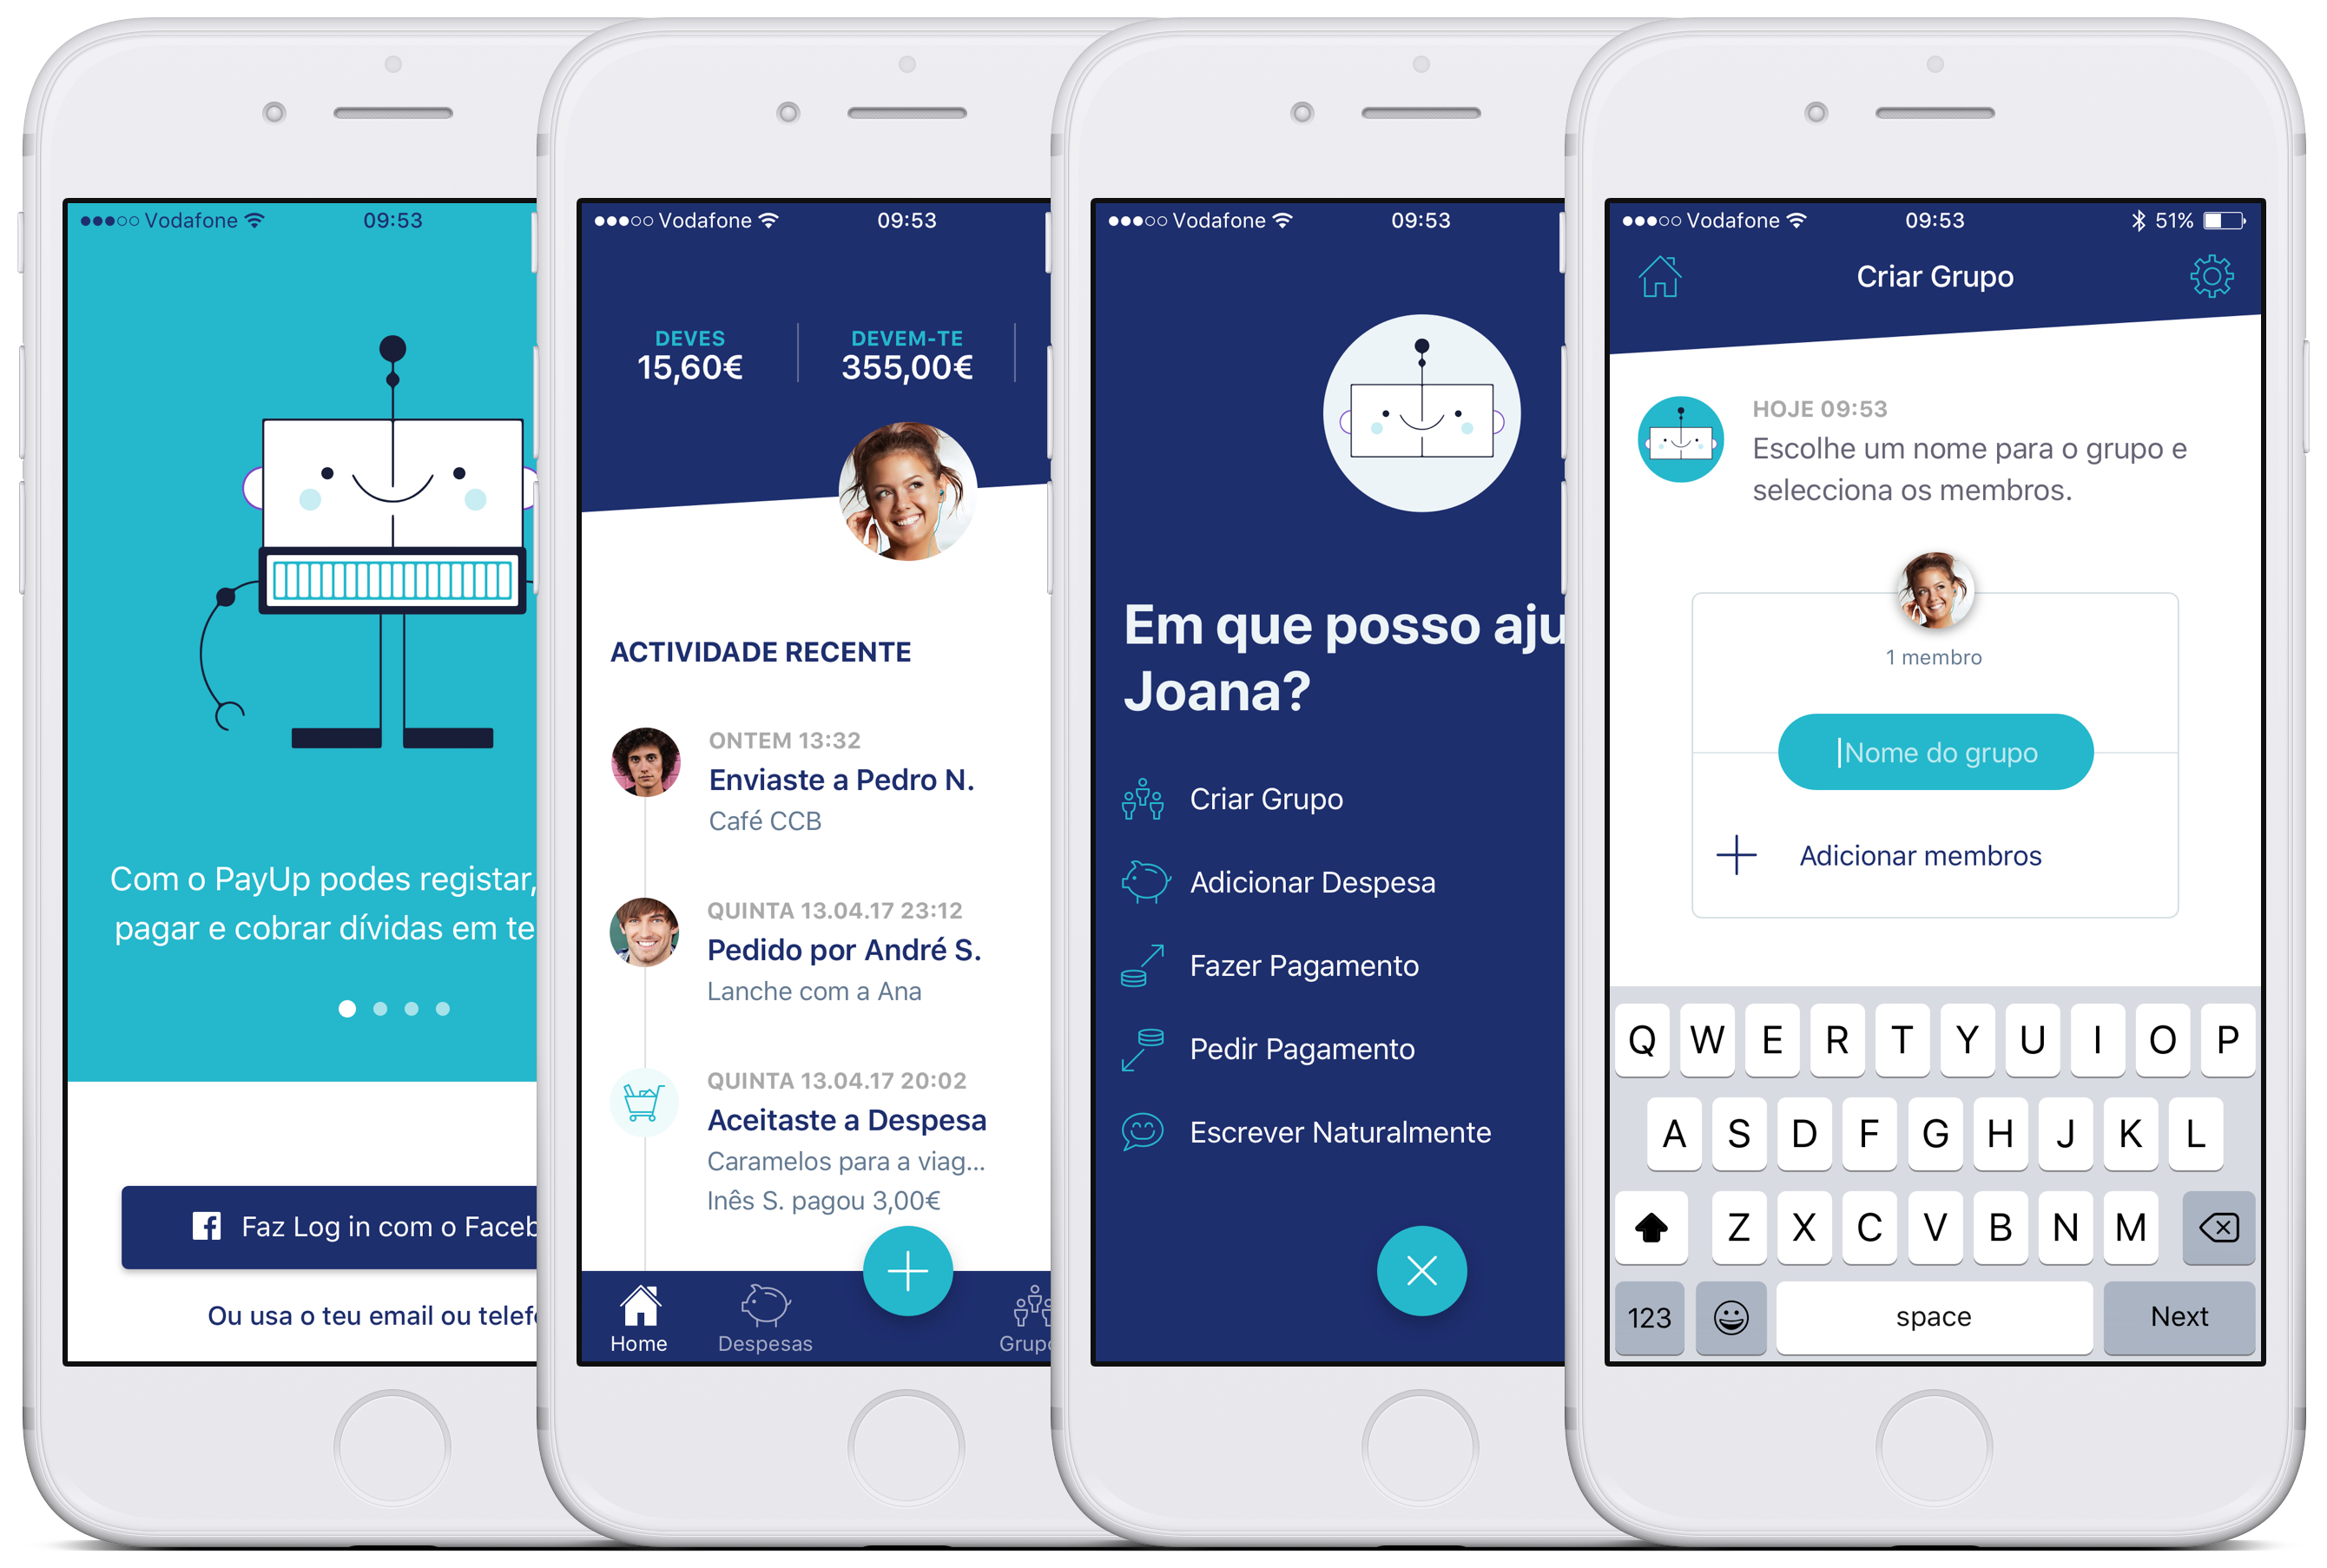 Vodafone 09:53
Com o PayUp podes registar,
pagar e cobrar dívidas em
Faz Log in com o
Ou usa o teu email ou
Vodafone 09:53
DEVES
15,60€
DEVEM-TE
355,00€
ACTIVIDADE RECENTE
ONTEM 13:32
Enviaste a Pedro N.
Café CCB
QUINTA 13.04.17 23:12
Pedido por André S.
Lanche com a Ana
QUINTA 13.04.17 20:02
Aceitaste a Despesa
Caramelos para a viag...
Inês S. pagou 3,00€
Home
Despesas
Vodafone 09:53
Em que posso
Joana?
Criar Grupo
Adicionar Despesa
Fazer Pagamento
Pedir Pagamento
Escrever Naturalmente
Vodafone 09:53 51%
Criar Grupo
HOJE 09:53
Escolhe um nome para o grupo e
selecciona os membros.
1 membro
Nome do grupo
Adicionar membros
Q W E R T Y U I O P
A S D F G H J K L
Z X C V B N M
123 space Next